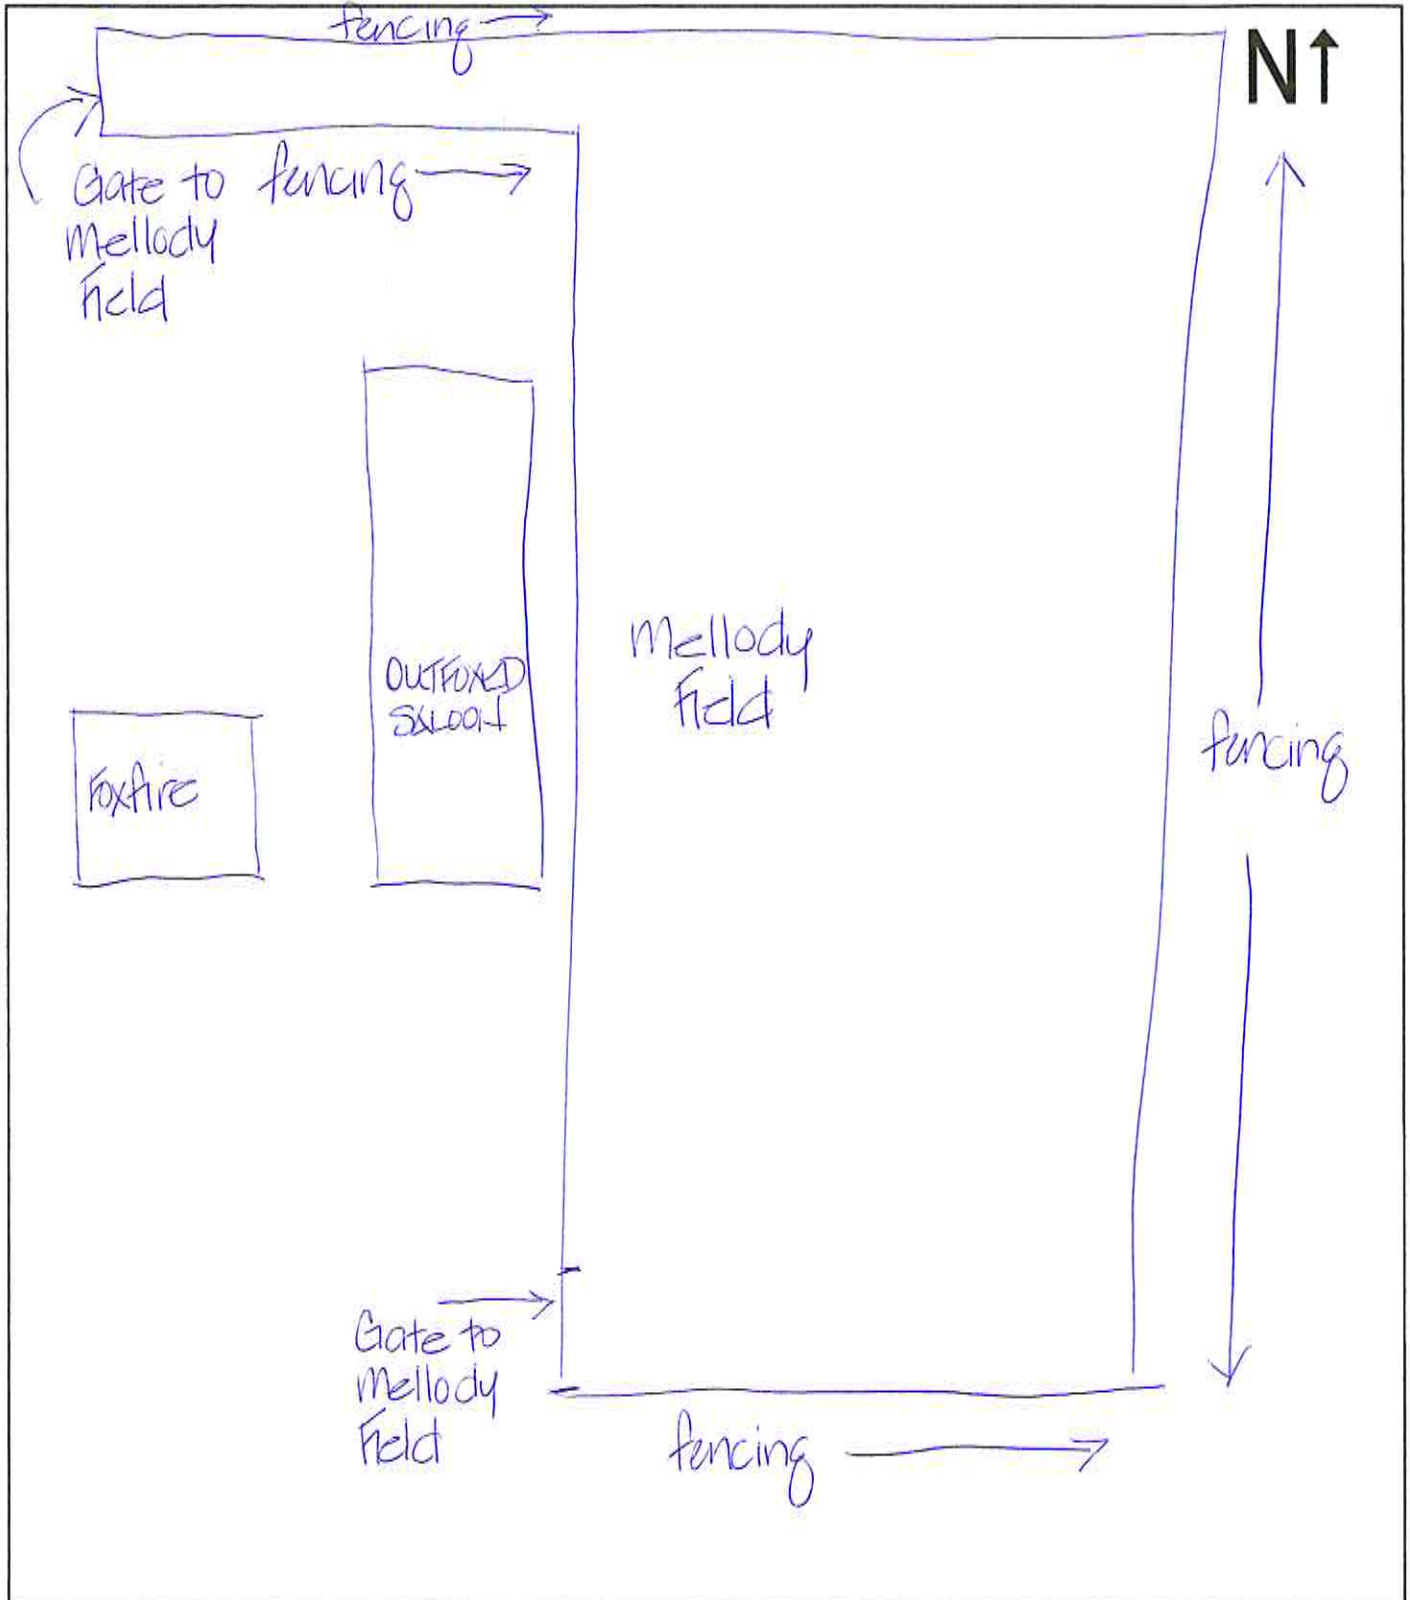 fencing →
N↑
Gate to
Mellody
Field
fencing →
OUTFOXED
SALOON
Mellody
Field
fencing
Foxfire
Gate to
Mellody
Field
fencing →